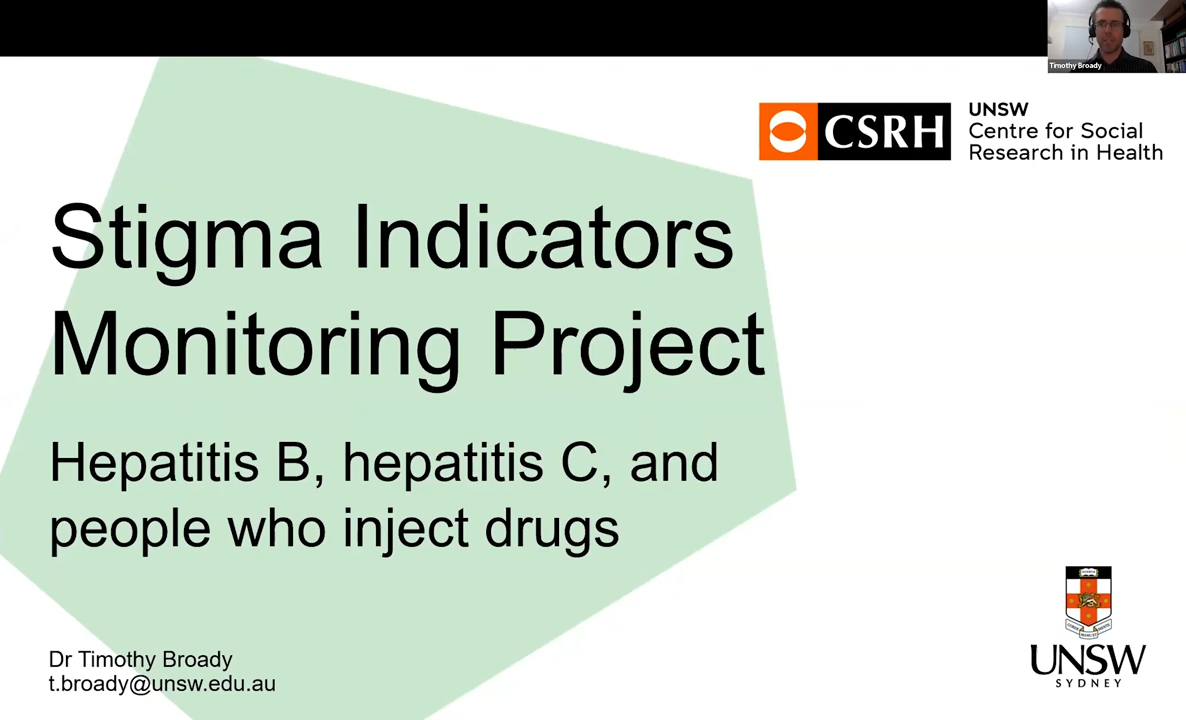 Timothy Broady
CSRH
UNSW
Centre for Social
Research in Health
Stigma Indicators
Monitoring Project
Hepatitis B, hepatitis C, and
people who inject drugs
Dr Timothy Broady
t.broady@unsw.edu.au
UNSW
SYDNEY